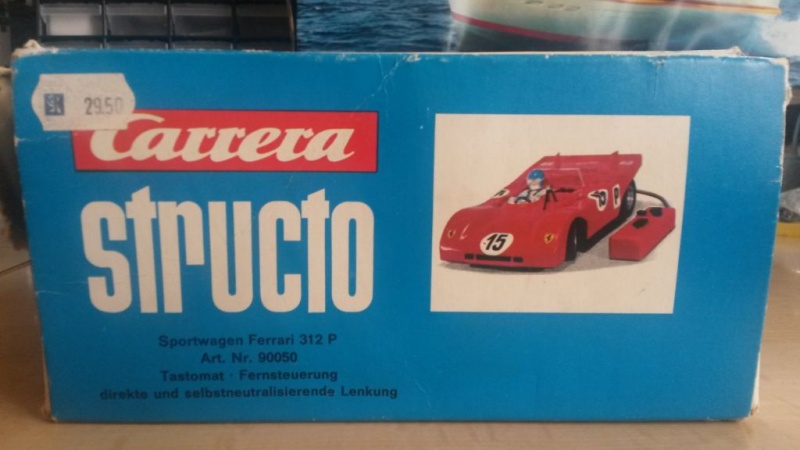 29.50
Carrera
structo
Sportwagen Ferrari 312 P
Art. Nr. 90050
Tastomat · Fernsteuerung
direkte und selbstneutralisierende Lenkung
15